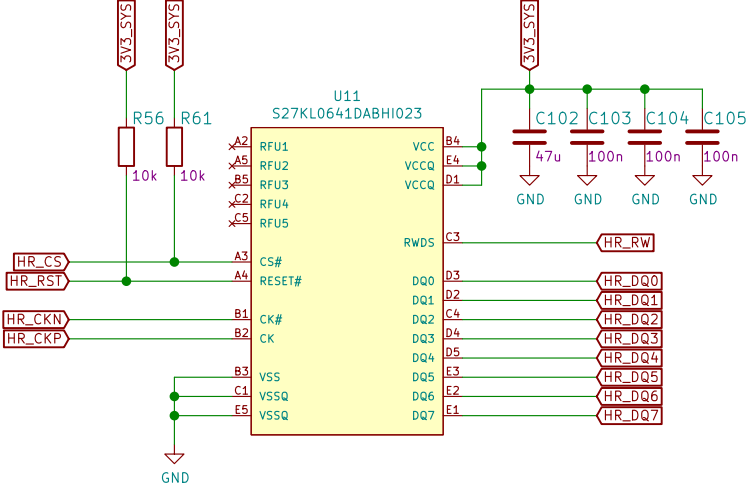 3V3_SYS
3V3_SYS
3V3_SYS
U11
S27KL0641DABHI023
R56
10k
R61
10k
C102
47u
C103
100n
C104
100n
C105
100n
GND
GND
GND
GND
A2 RFU1
A5 RFU2
B5 RFU3
C2 RFU4
C5 RFU5
HR_CS A3 CS#
HR_RST A4 RESET#
HR_CKN B1 CK#
HR_CKP B2 CK
B3 VSS
C1 VSSQ
E5 VSSQ
GND
VCC B4
VCCQ E4
VCCQ D1
RWDS C3 HR_RW
DQ0 D3 HR_DQ0
DQ1 D2 HR_DQ1
DQ2 C4 HR_DQ2
DQ3 D4 HR_DQ3
DQ4 D5 HR_DQ4
DQ5 E3 HR_DQ5
DQ6 E2 HR_DQ6
DQ7 E1 HR_DQ7